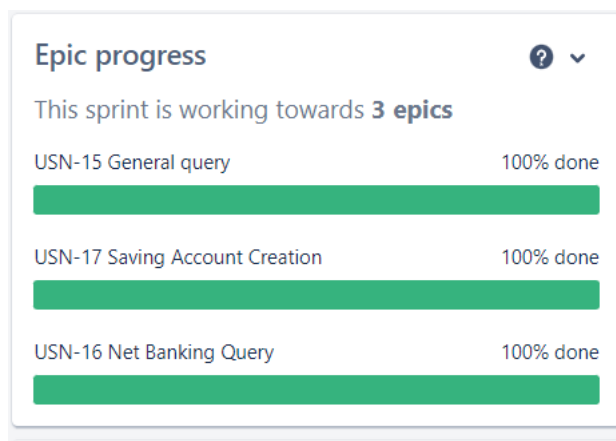 Epic progress
This sprint is working towards 3 epics
USN-15 General query 100% done
USN-17 Saving Account Creation 100% done
USN-16 Net Banking Query 100% done